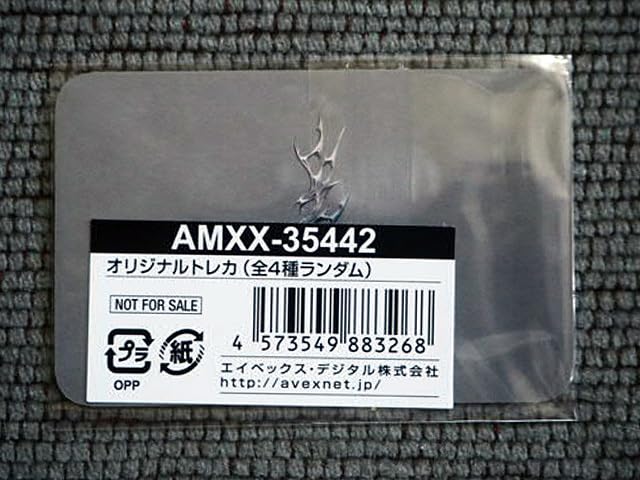 AMXX-35442
オリジナルトレカ(全4種ランダム)
NOT FOR SALE
プラ
紙
OPP
4 573549 883268
エイベックス・デジタル株式会社
http://avexnet.jp/